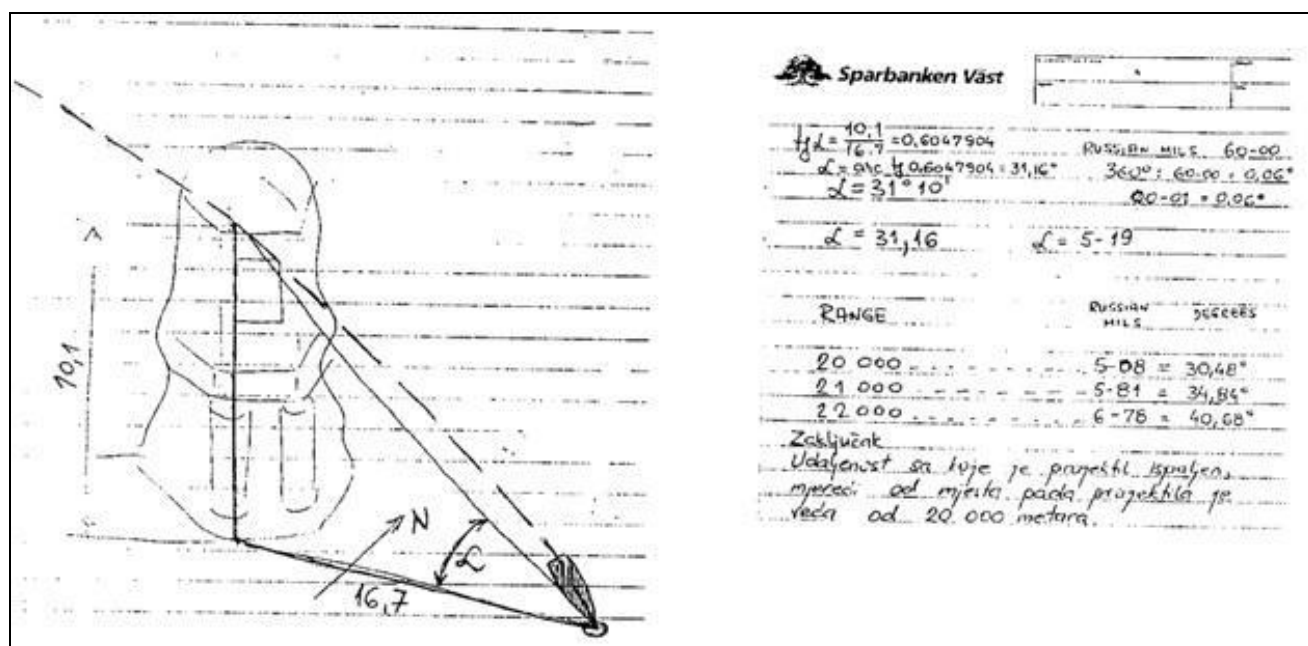 10,1
N
L
16,7
Sparbanken Väst
tg L = 10,1 / 16,7 = 0,6047904
L = arc tg 0,6047904 = 31,16°
L = 31° 10'
RUSSIAN MILS 60-00
360° : 60-00 = 0,06°
00-01 = 0,06°
L = 31,16 L = 5-19
RANGE RUSSIAN MILS DEGREES
20 000 - - - - - - - 5-08 = 30,48°
21 000 - - - - - - - 5-81 = 34,84°
22 000 - - - - - - - 6-78 = 40,68°
Zaključak
Udaljenost sa koje je projektil ispaljen,
mjereći od mjesta pada projektila je
veća od 20 000 metara.